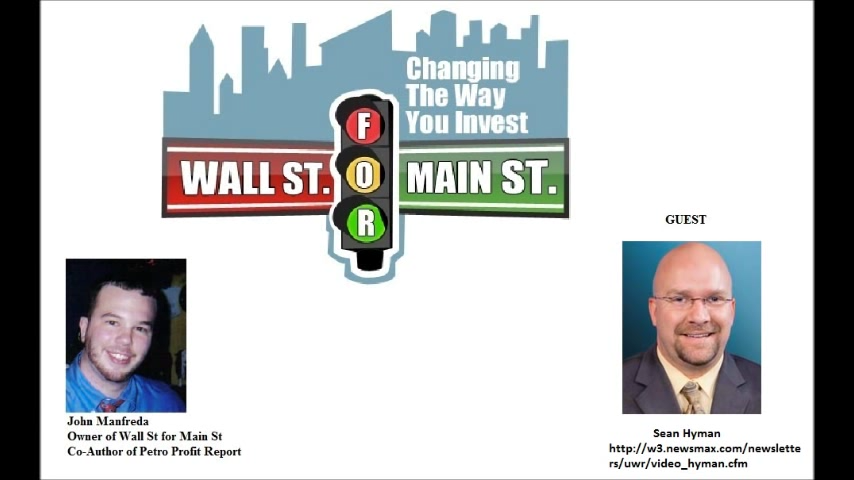 Changing
The Way
You Invest
WALL ST. FOR MAIN ST.
GUEST
John Manfreda
Owner of Wall St for Main St
Co-Author of Petro Profit Report
Sean Hyman
http://w3.newsmax.com/newslette
rs/uwr/video_hyman.cfm